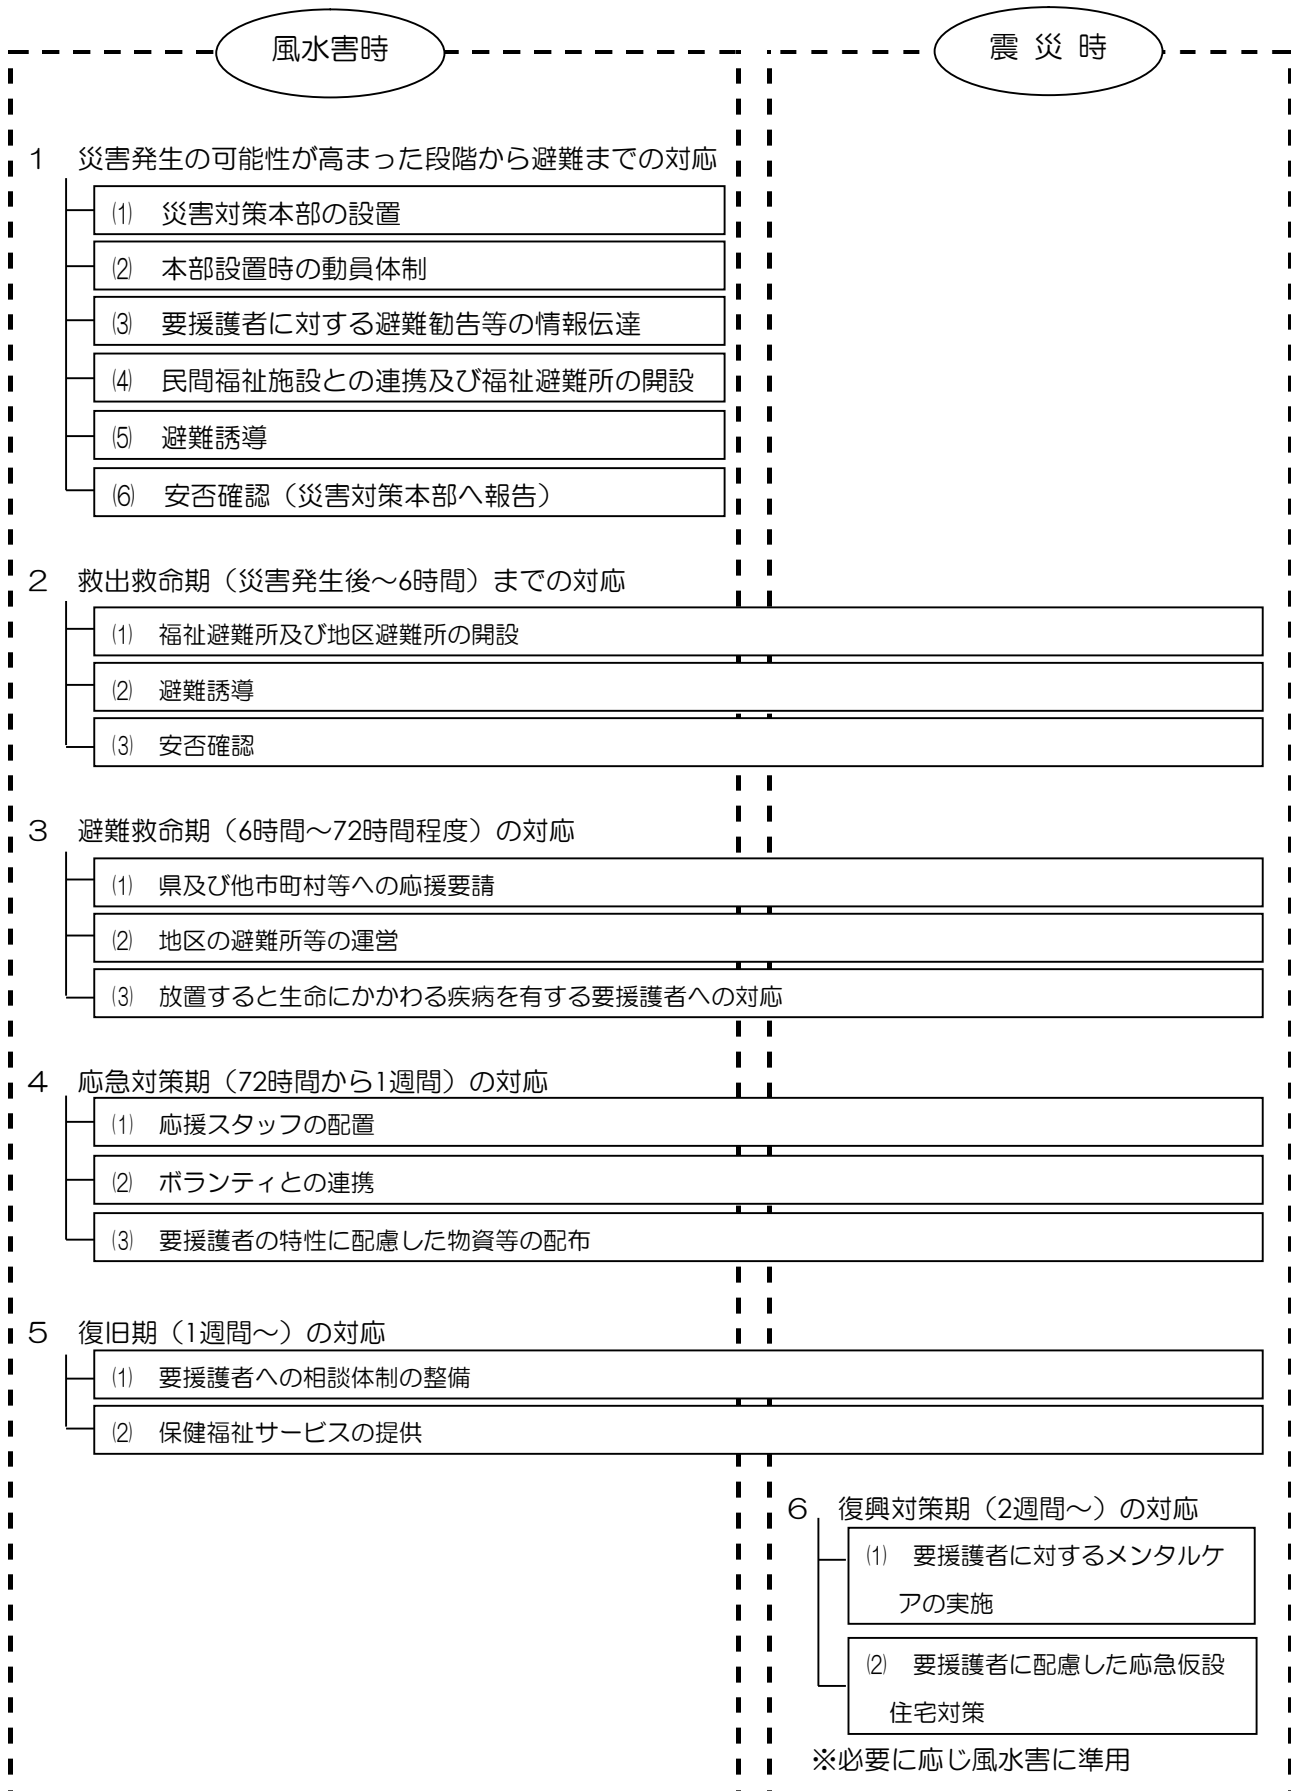 風水害時
震 災 時
１　災害発生の可能性が高まった段階から避難までの対応
⑴　災害対策本部の設置
⑵　本部設置時の動員体制
⑶　要援護者に対する避難勧告等の情報伝達
⑷　民間福祉施設との連携及び福祉避難所の開設
⑸　避難誘導
⑹　安否確認（災害対策本部へ報告）
２　救出救命期（災害発生後～6時間）までの対応
⑴　福祉避難所及び地区避難所の開設
⑵　避難誘導
⑶　安否確認
３　避難救命期（6時間～72時間程度）の対応
⑴　県及び他市町村等への応援要請
⑵　地区の避難所等の運営
⑶　放置すると生命にかかわる疾病を有する要援護者への対応
４　応急対策期（72時間から1週間）の対応
⑴　応援スタッフの配置
⑵　ボランティとの連携
⑶　要援護者の特性に配慮した物資等の配布
５　復旧期（1週間～）の対応
⑴　要援護者への相談体制の整備
⑵　保健福祉サービスの提供
６　復興対策期（2週間～）の対応
⑴　要援護者に対するメンタルケ
アの実施
⑵　要援護者に配慮した応急仮設
住宅対策
※必要に応じ風水害に準用